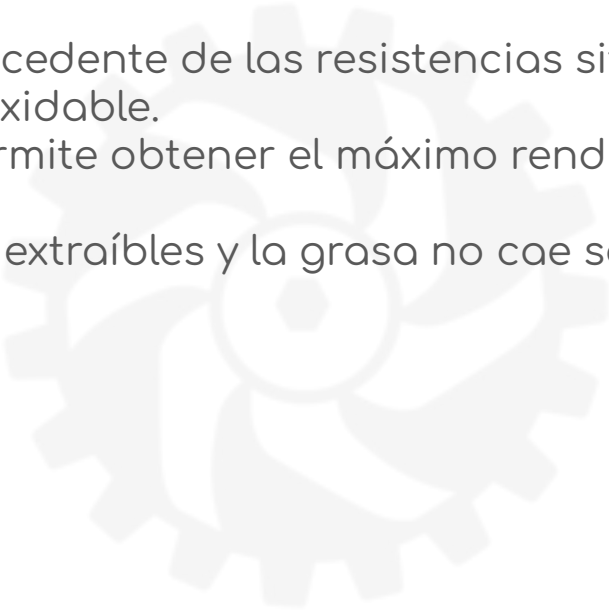 cedente de las resistencias si
xidable.
rmite obtener el máximo rend
extraíbles y la grasa no cae s